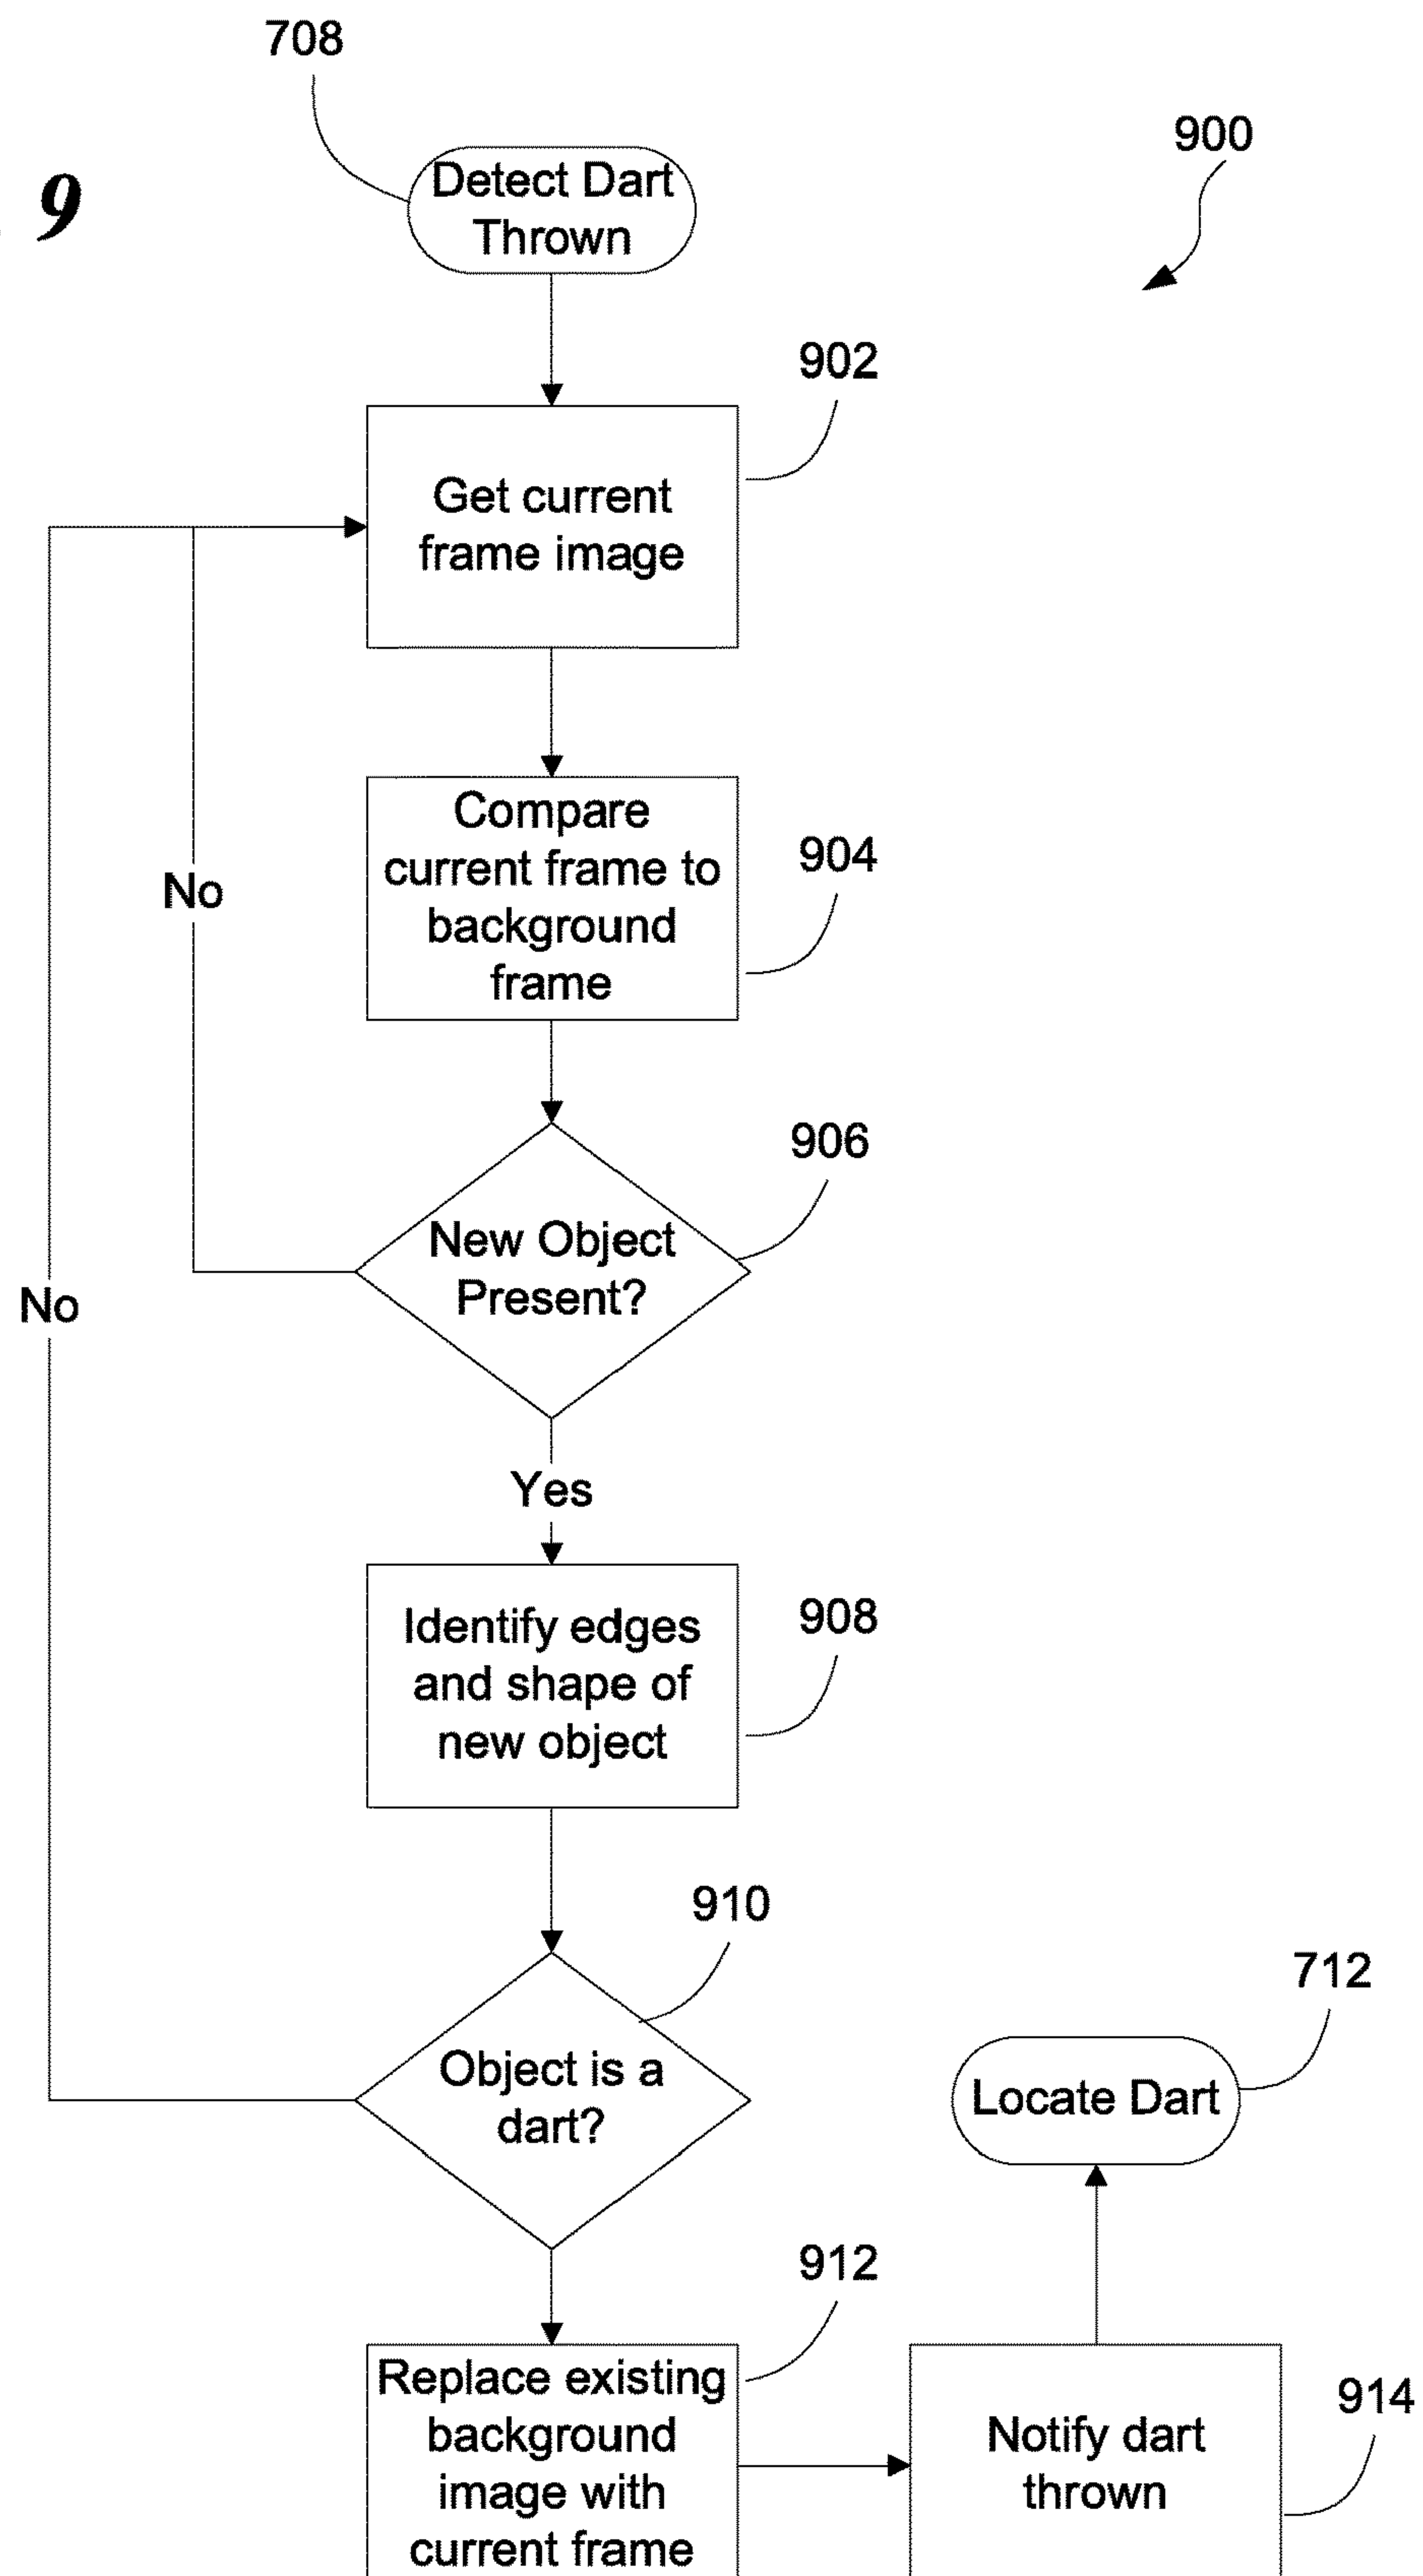 708
900
9
Detect Dart
Thrown
902
Get current
frame image
Compare
current frame to
background
frame
904
No
906
New Object
Present?
No
Yes
908
Identify edges
and shape of
new object
910
712
Object is a
dart?
Locate Dart
912
Replace existing
background
image with
current frame
914
Notify dart
thrown